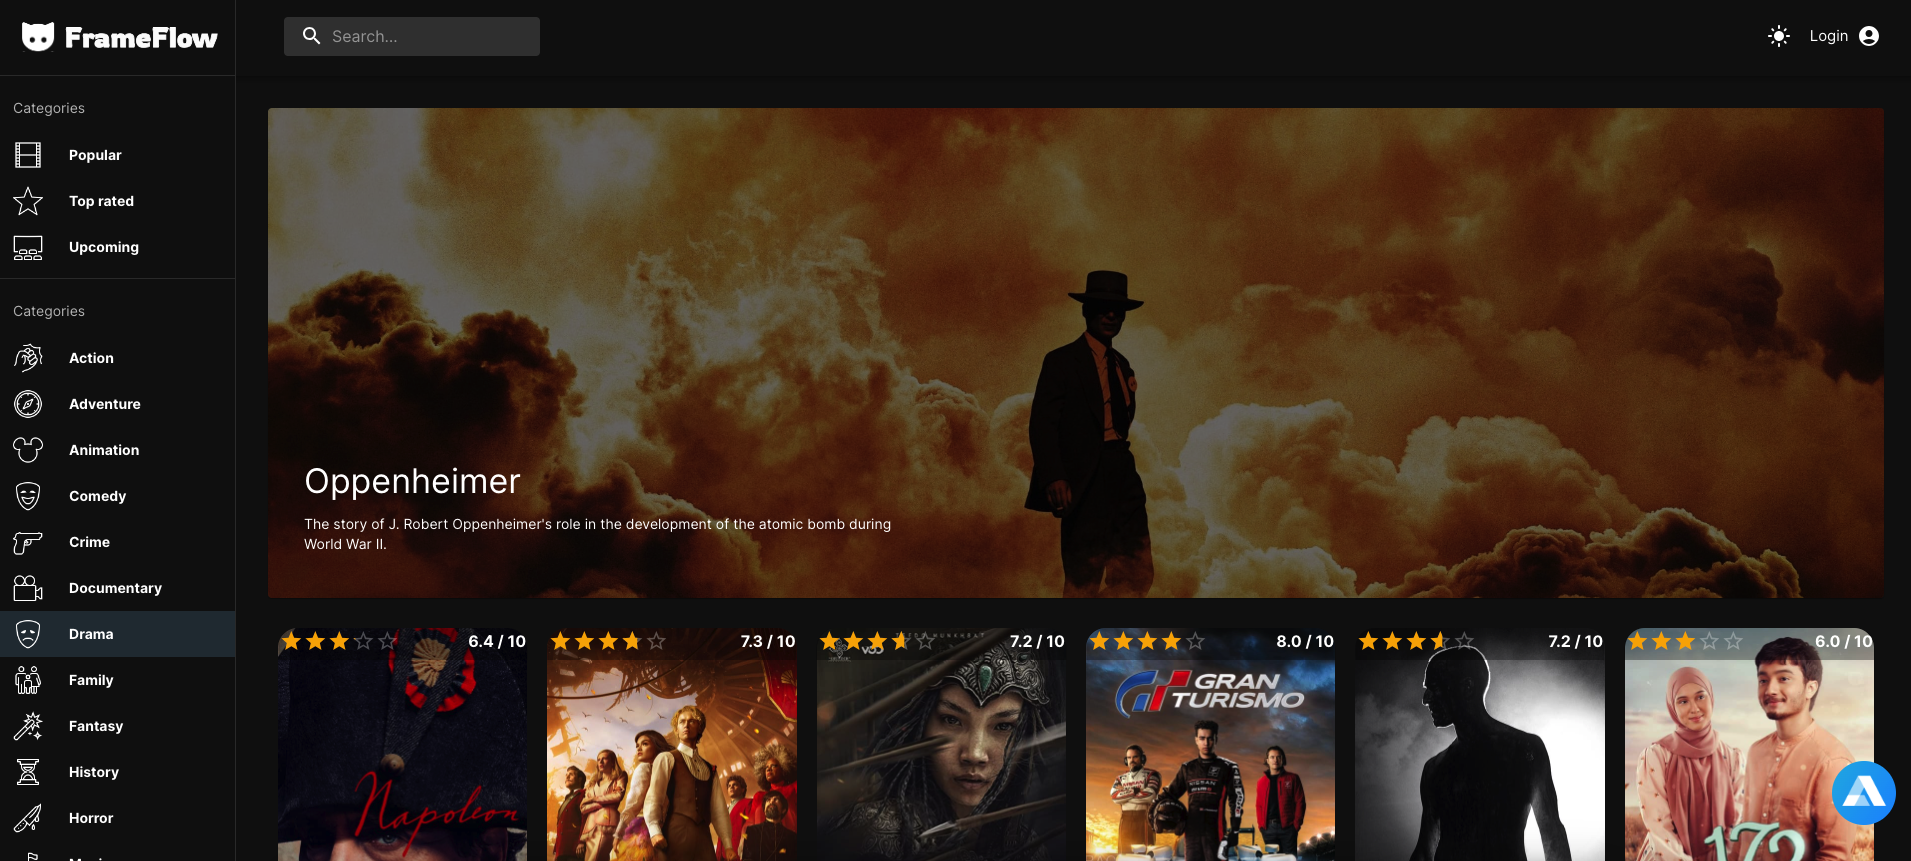 FrameFlow
Search...
Login
Categories
Popular
Top rated
Upcoming
Categories
Action
Adventure
Animation
Comedy
Crime
Documentary
Drama
Family
Fantasy
History
Horror
Oppenheimer
The story of J. Robert Oppenheimer's role in the development of the atomic bomb during
World War II.
6.4 / 10
7.3 / 10
7.2 / 10
8.0 / 10
7.2 / 10
6.0 / 10
Napoleon
GRAN
TURISMO
172